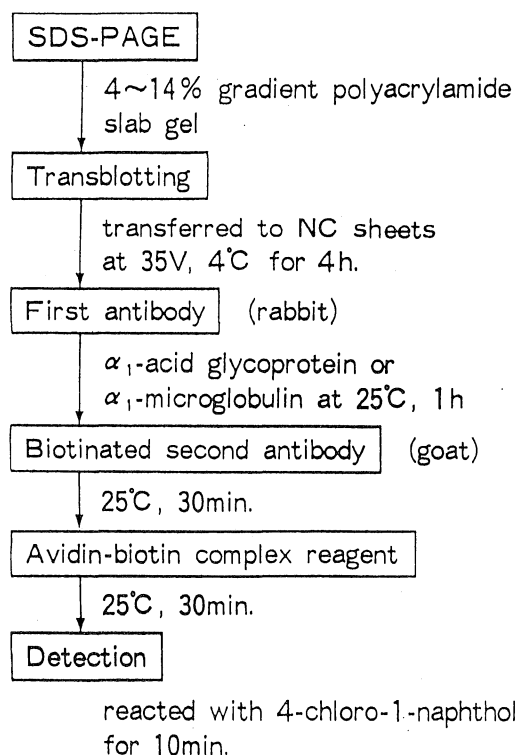 SDS-PAGE
4~14% gradient polyacrylamide
slab gel
Transblotting
transferred to NC sheets
at 35V, 4℃ for 4h.
First antibody (rabbit)
α₁-acid glycoprotein or
α₁-microglobulin at 25℃, 1h
Biotinated second antibody (goat)
25℃, 30min.
Avidin-biotin complex reagent
25℃, 30min.
Detection
reacted with 4-chloro-1-naphthol
for 10min.